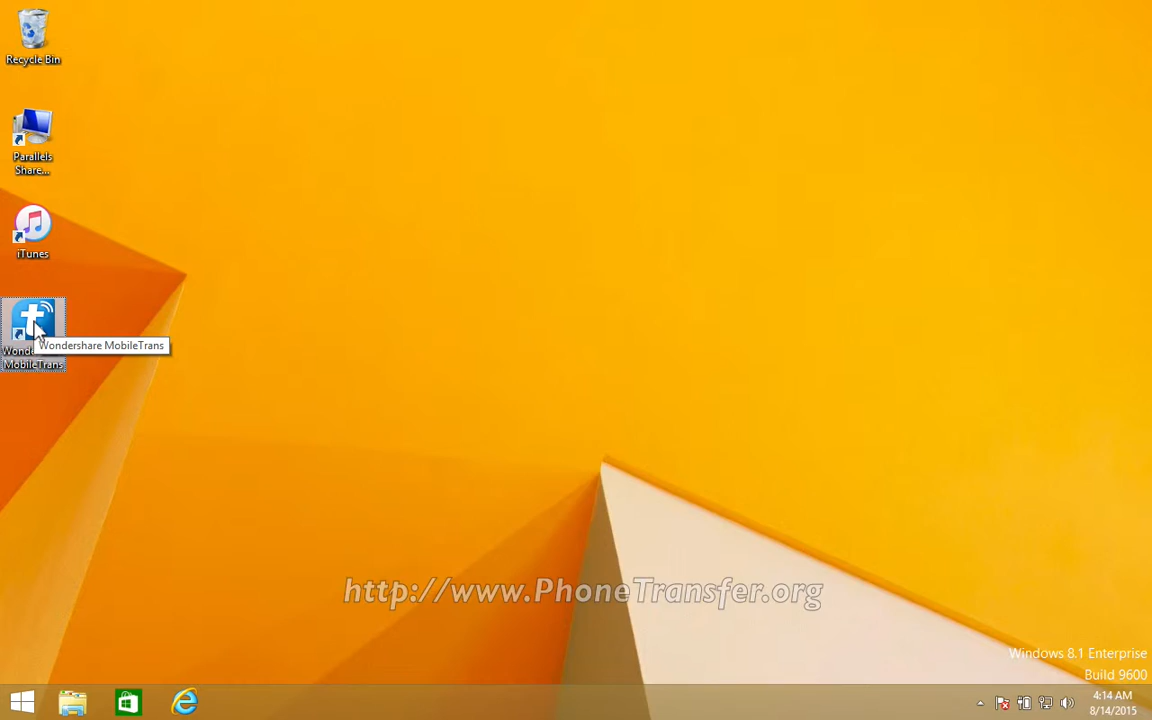 Recycle Bin
Parallels
Share...
iTunes
Wondershare MobileTrans
MobileTrans
http://www.PhoneTransfer.org
Windows 8.1 Enterprise
Build 9600
4:14 AM
8/14/2015